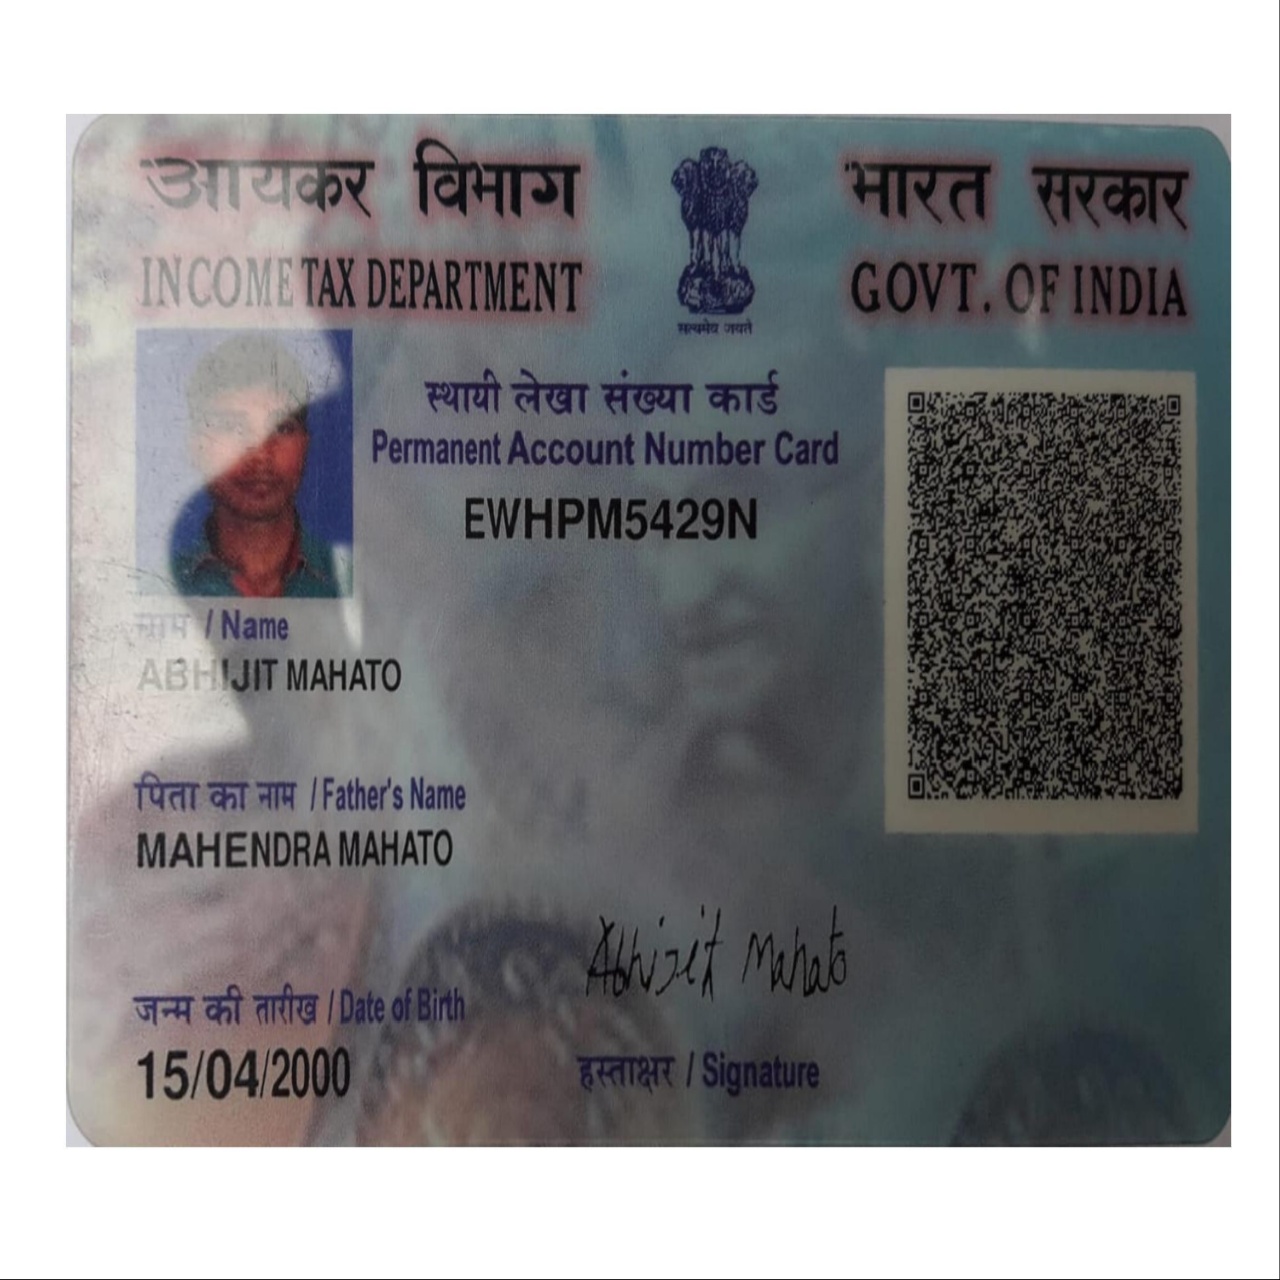 आयकर विभाग
INCOME TAX DEPARTMENT
भारत सरकार
GOVT. OF INDIA
सत्यमेव जयते
स्थायी लेखा संख्या कार्ड
Permanent Account Number Card
EWHPM5429N
नाम / Name
ABHIJIT MAHATO
पिता का नाम / Father's Name
MAHENDRA MAHATO
जन्म की तारीख / Date of Birth
15/04/2000
Abhijit Mahato
हस्ताक्षर / Signature